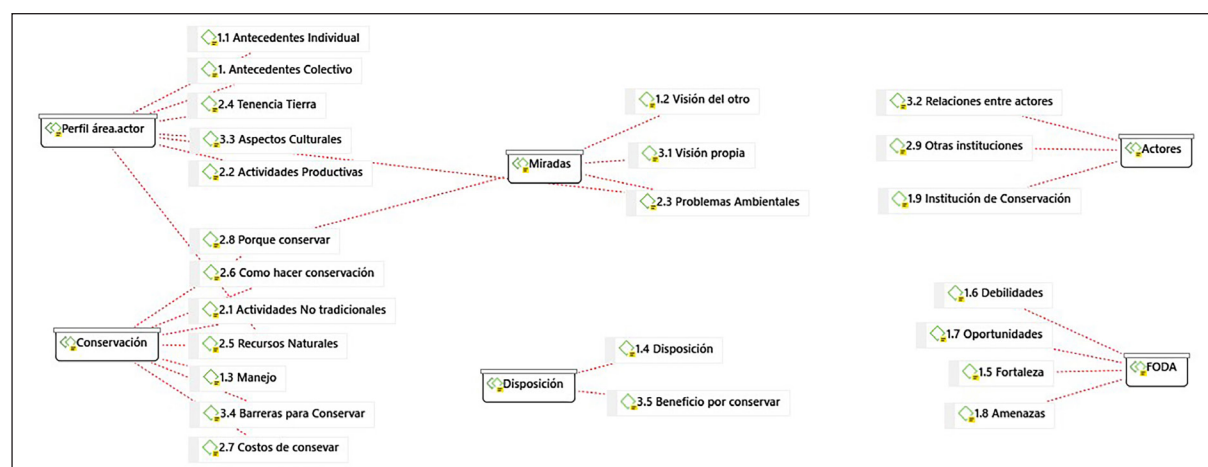 1.1 Antecedentes Individual
1. Antecedentes Colectivo
2.4 Tenencia Tierra
Perfil área.actor
3.3 Aspectos Culturales
2.2 Actividades Productivas
1.2 Visión del otro
Miradas
3.1 Visión propia
2.3 Problemas Ambientales
3.2 Relaciones entre actores
2.9 Otras instituciones
Actores
1.9 Institución de Conservación
2.8 Porque conservar
2.6 Como hacer conservación
2.1 Actividades No tradicionales
Conservación
2.5 Recursos Naturales
1.3 Manejo
3.4 Barreras para Conservar
2.7 Costos de consevar
1.4 Disposición
Disposición
3.5 Beneficio por conservar
1.6 Debilidades
1.7 Oportunidades
FODA
1.5 Fortaleza
1.8 Amenazas